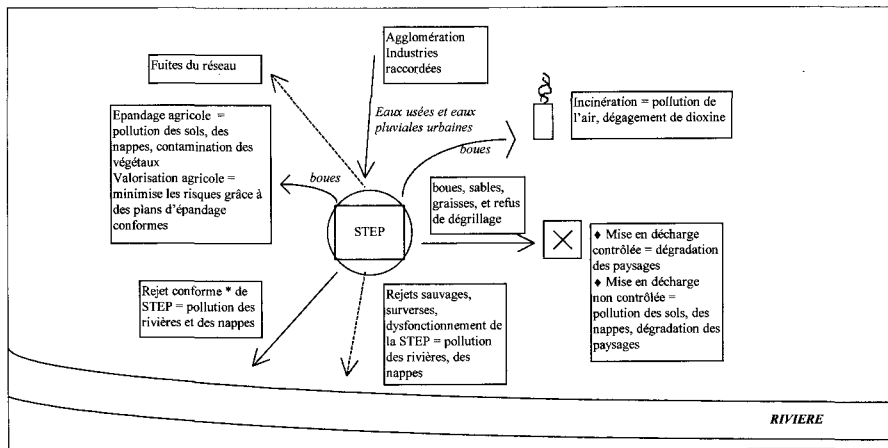 Agglomération
Industries
raccordées
Fuites du réseau
Eaux usées et eaux
pluviales urbaines
Incinération = pollution de
l'air, dégagement de dioxine
Epandage agricole =
pollution des sols, des
nappes, contamination des
végétaux
Valorisation agricole =
minimise les risques grâce à
des plans d'épandage
conformes
boues
boues
boues, sables,
graisses, et refus
de dégrillage
STEP
♦ Mise en décharge
contrôlée = dégradation
des paysages
♦ Mise en décharge
non contrôlée =
pollution des sols, des
nappes, dégradation des
paysages
Rejet conforme * de
STEP = pollution des
rivières et des nappes
Rejets sauvages,
surverses,
dysfonctionnement de
la STEP = pollution
des rivières, des
nappes
RIVIERE